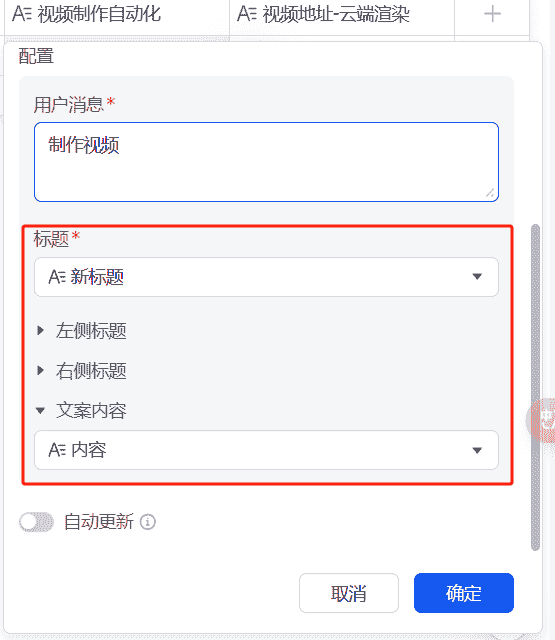 视频制作自动化 视频地址-云端渲染
配置
用户消息*
制作视频
标题*
新标题
左侧标题
右侧标题
文案内容
内容
自动更新
取消 确定